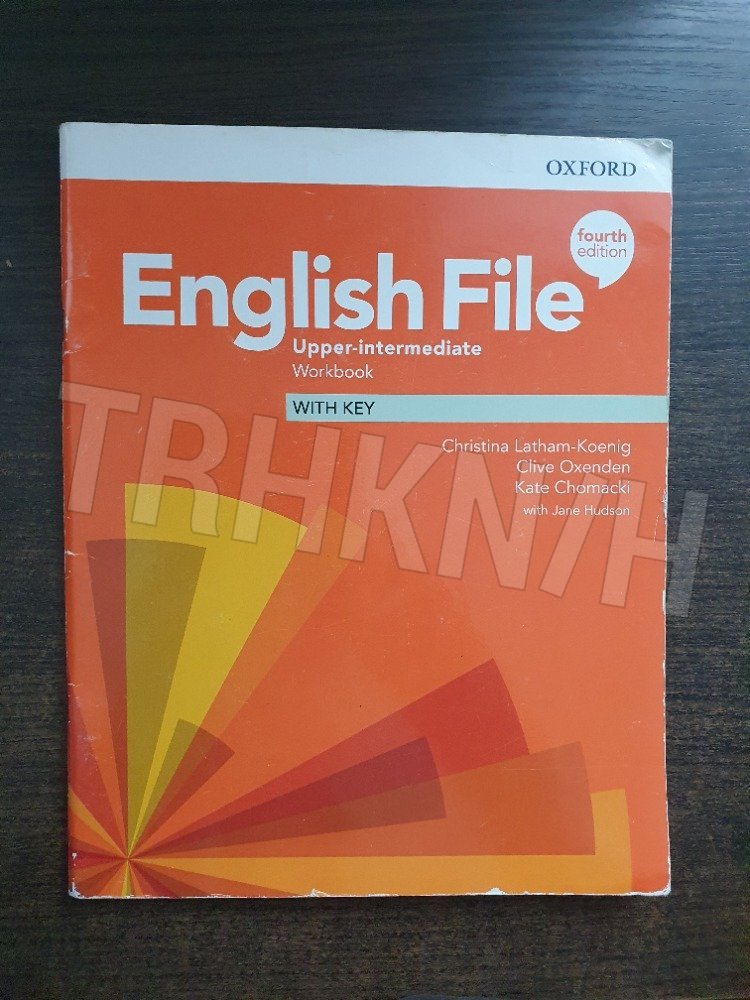 OXFORD
fourth
edition
English File
Upper-intermediate
Workbook
WITH KEY
Christina Latham-Koenig
Clive Oxenden
Kate Chomacki
with Jane Hudson
TRHKN/H